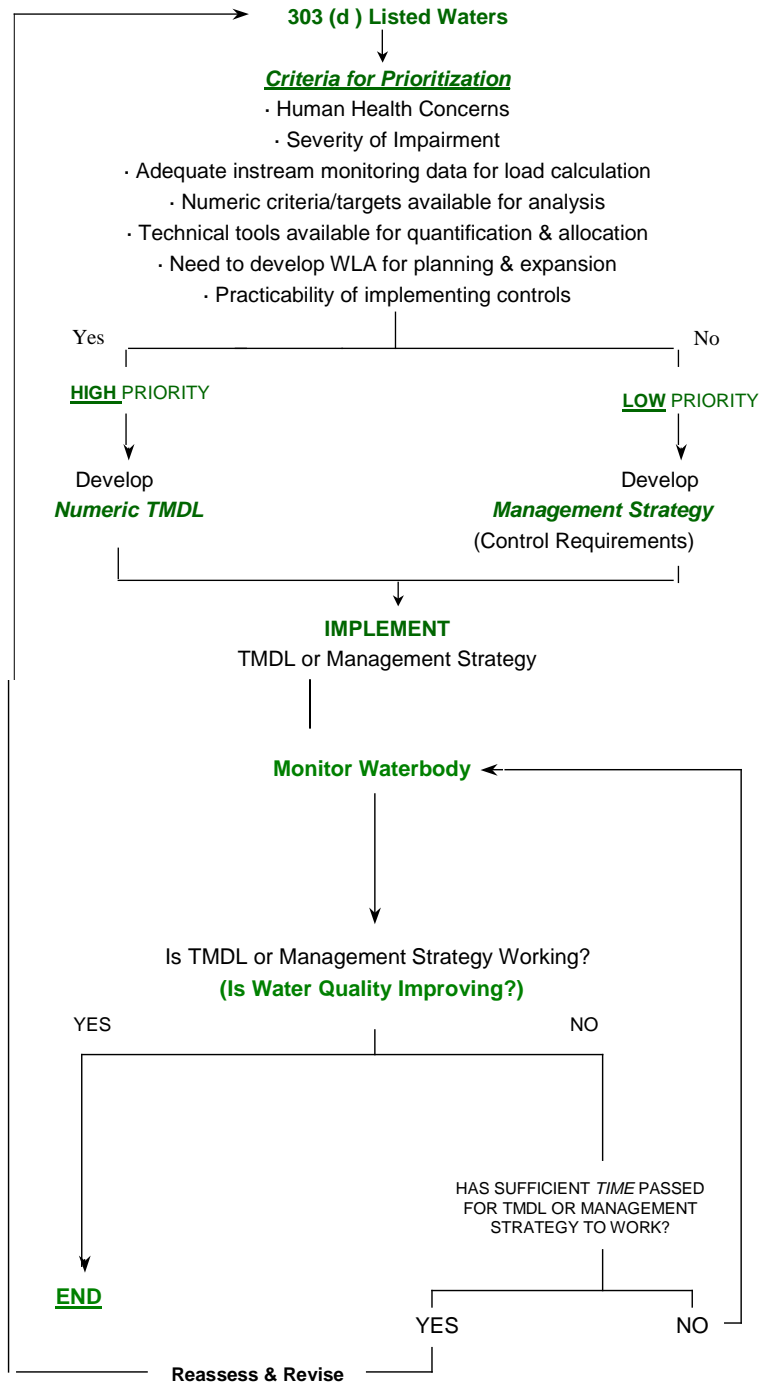 303 (d ) Listed Waters
Criteria for Prioritization
· Human Health Concerns
· Severity of Impairment
· Adequate instream monitoring data for load calculation
· Numeric criteria/targets available for analysis
· Technical tools available for quantification & allocation
· Need to develop WLA for planning & expansion
· Practicability of implementing controls
Yes
No
HIGH PRIORITY
LOW PRIORITY
Develop
Numeric TMDL
Develop
Management Strategy
(Control Requirements)
IMPLEMENT
TMDL or Management Strategy
Monitor Waterbody
Is TMDL or Management Strategy Working?
(Is Water Quality Improving?)
YES
NO
HAS SUFFICIENT TIME PASSED
FOR TMDL OR MANAGEMENT
STRATEGY TO WORK?
END
YES
NO
Reassess & Revise